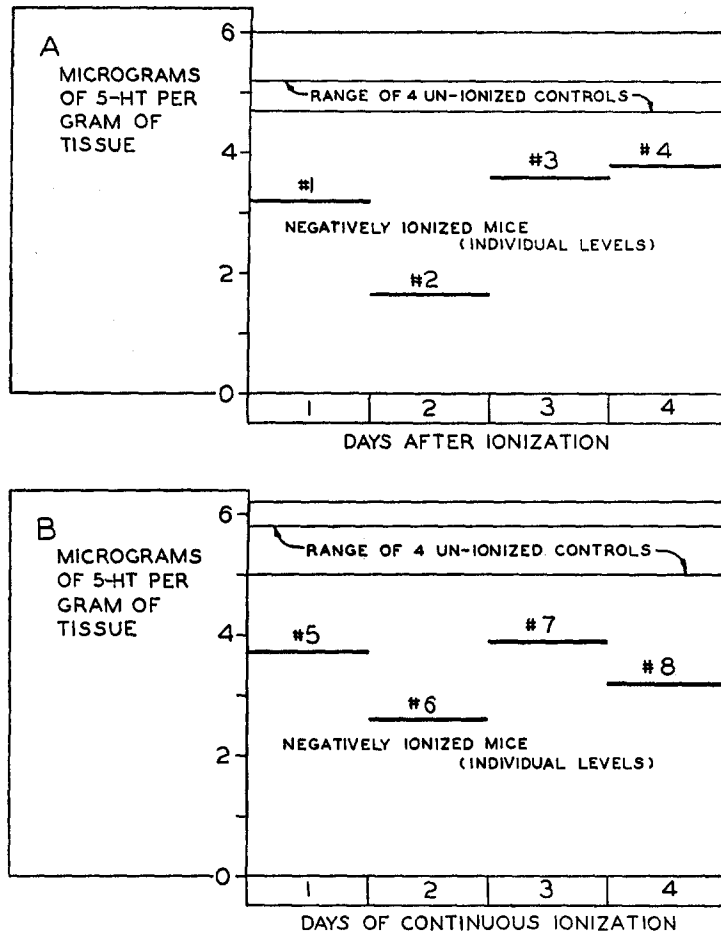 A
MICROGRAMS
OF 5-HT PER
GRAM OF
TISSUE
6
4
2
0
RANGE OF 4 UN-IONIZED CONTROLS
#1
#2
#3
#4
NEGATIVELY IONIZED MICE
(INDIVIDUAL LEVELS)
1 2 3 4
DAYS AFTER IONIZATION
B
MICROGRAMS
OF 5-HT PER
GRAM OF
TISSUE
6
4
2
0
RANGE OF 4 UN-IONIZED CONTROLS
#5
#6
#7
#8
NEGATIVELY IONIZED MICE
(INDIVIDUAL LEVELS)
1 2 3 4
DAYS OF CONTINUOUS IONIZATION